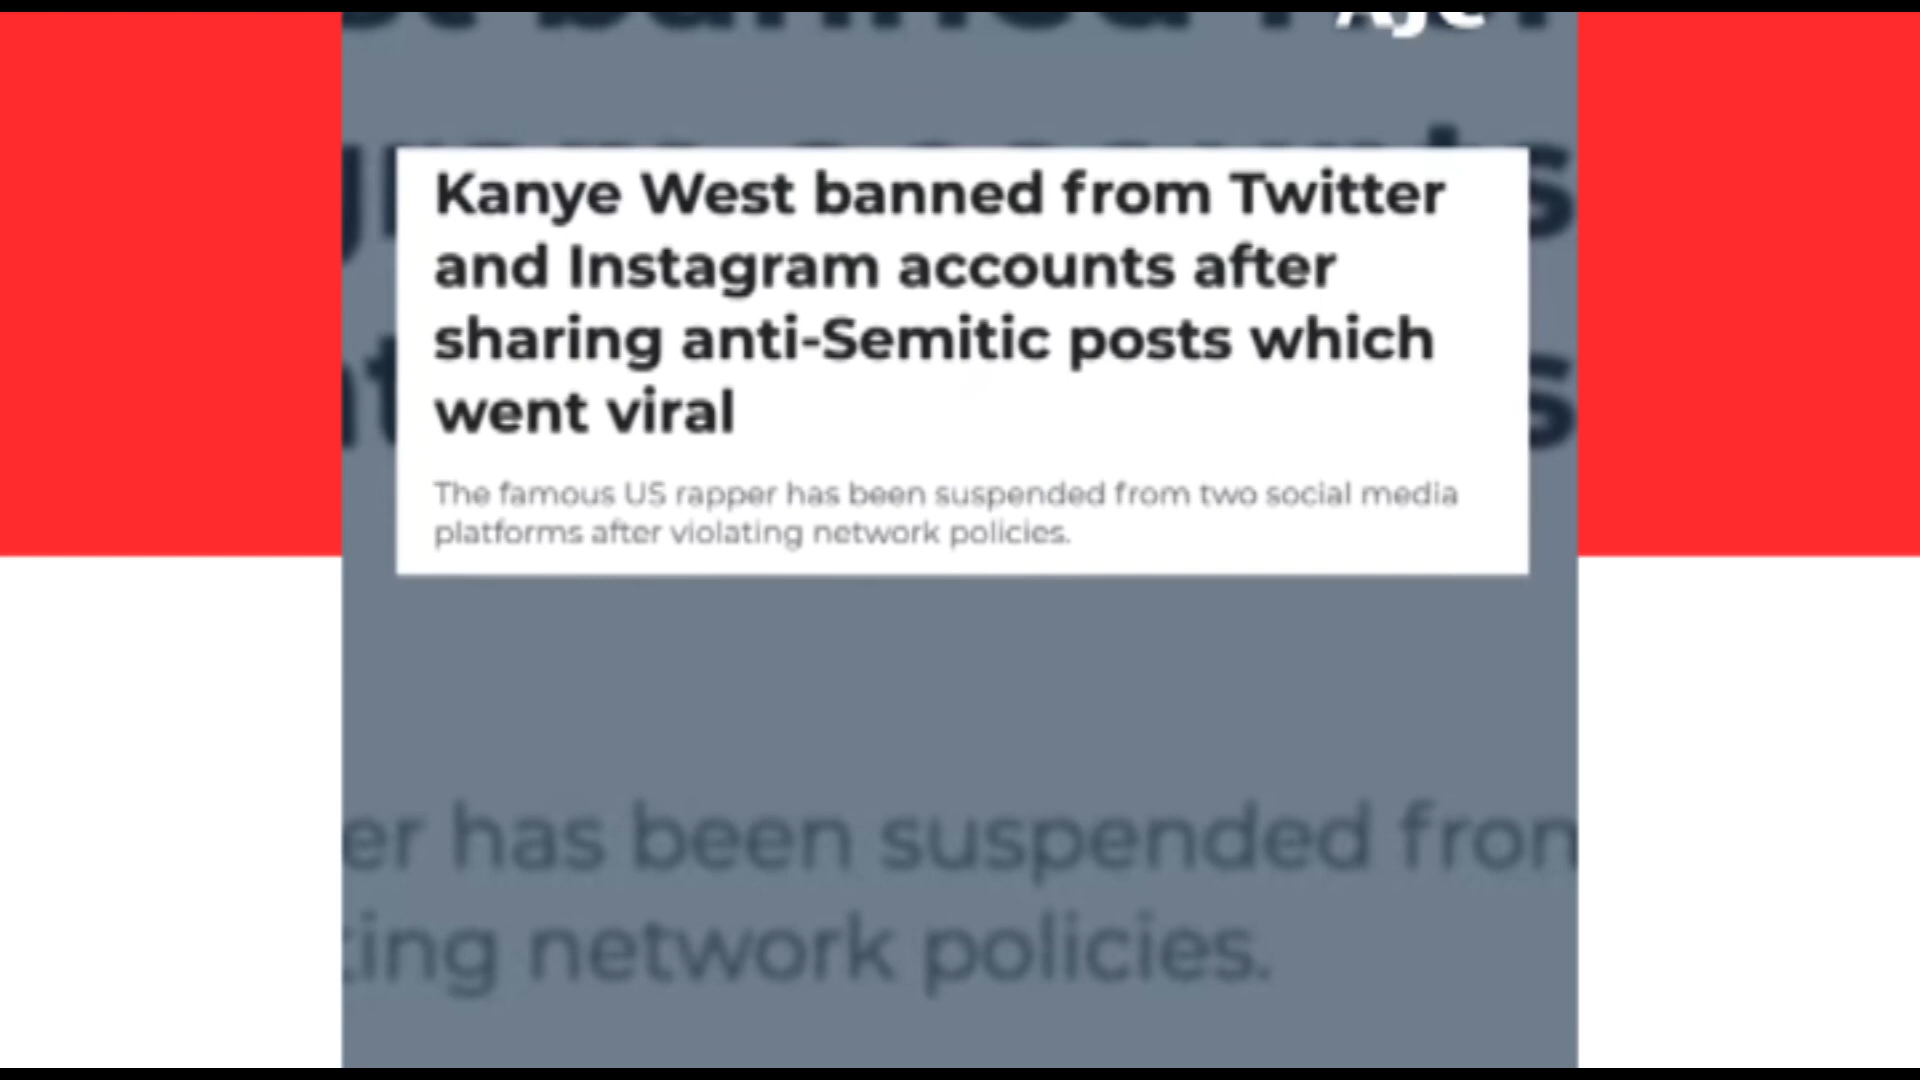 AJC
Kanye West banned from Twitter
and Instagram accounts after
sharing anti-Semitic posts which
went viral
The famous US rapper has been suspended from two social media
platforms after violating network policies.
er has been suspended from
ting network policies.